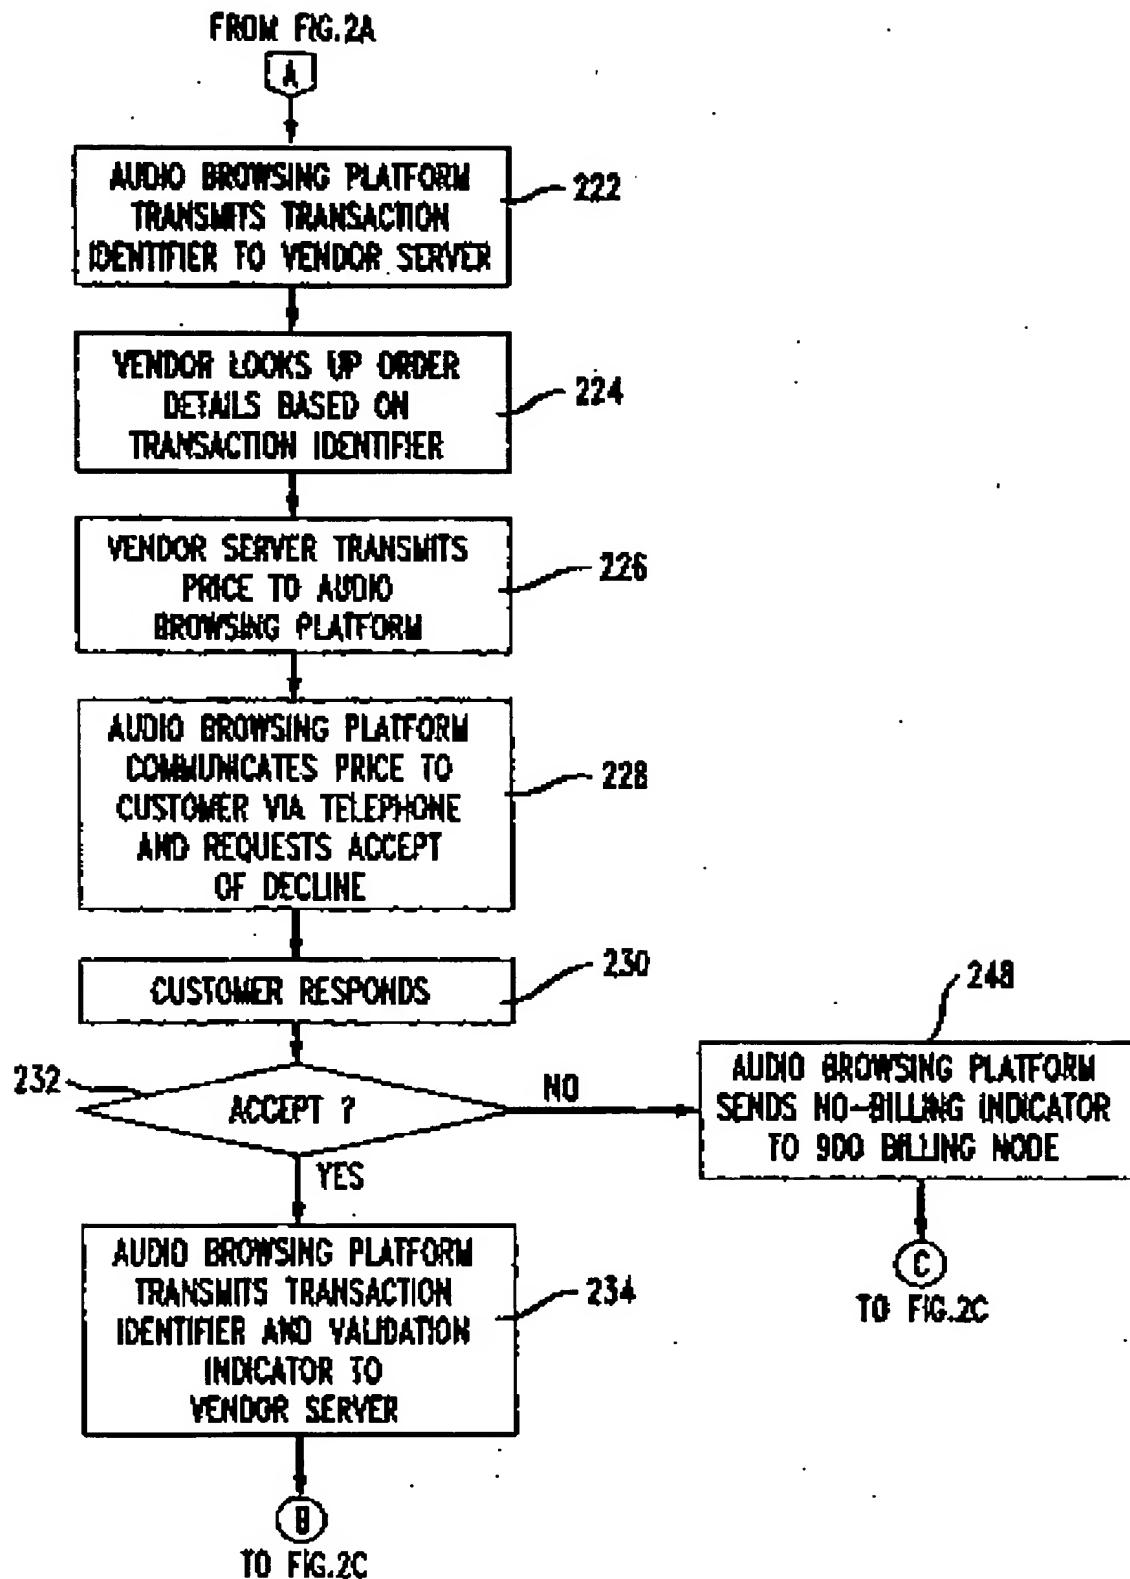 FROM FIG.2A
A
AUDIO BROWSING PLATFORM
TRANSMITS TRANSACTION
IDENTIFIER TO VENDOR SERVER
222
VENDOR LOOKS UP ORDER
DETAILS BASED ON
TRANSACTION IDENTIFIER
224
VENDOR SERVER TRANSMITS
PRICE TO AUDIO
BROWSING PLATFORM
226
AUDIO BROWSING PLATFORM
COMMUNICATES PRICE TO
CUSTOMER VIA TELEPHONE
AND REQUESTS ACCEPT
OF DECLINE
228
CUSTOMER RESPONDS
230
232
ACCEPT ?
NO
YES
248
AUDIO BROWSING PLATFORM
SENDS NO-BILLING INDICATOR
TO 900 BILLING NODE
C
TO FIG.2C
AUDIO BROWSING PLATFORM
TRANSMITS TRANSACTION
IDENTIFIER AND VALIDATION
INDICATOR TO
VENDOR SERVER
234
B
TO FIG.2C